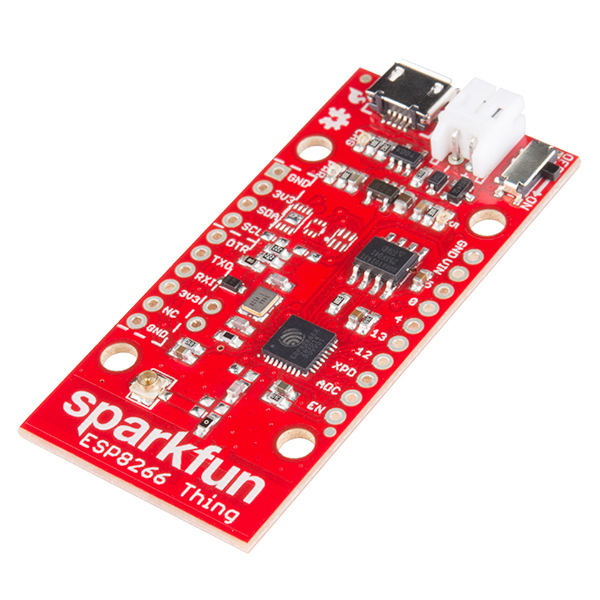 OFF
ON
GND
3V3
SDA
SCL
DTR
TXO
RXI
3V3
NC
GND
GND
VIN
5
0
4
13
12
XPD
ADC
EN
sparkfun
ESP8266 Thing